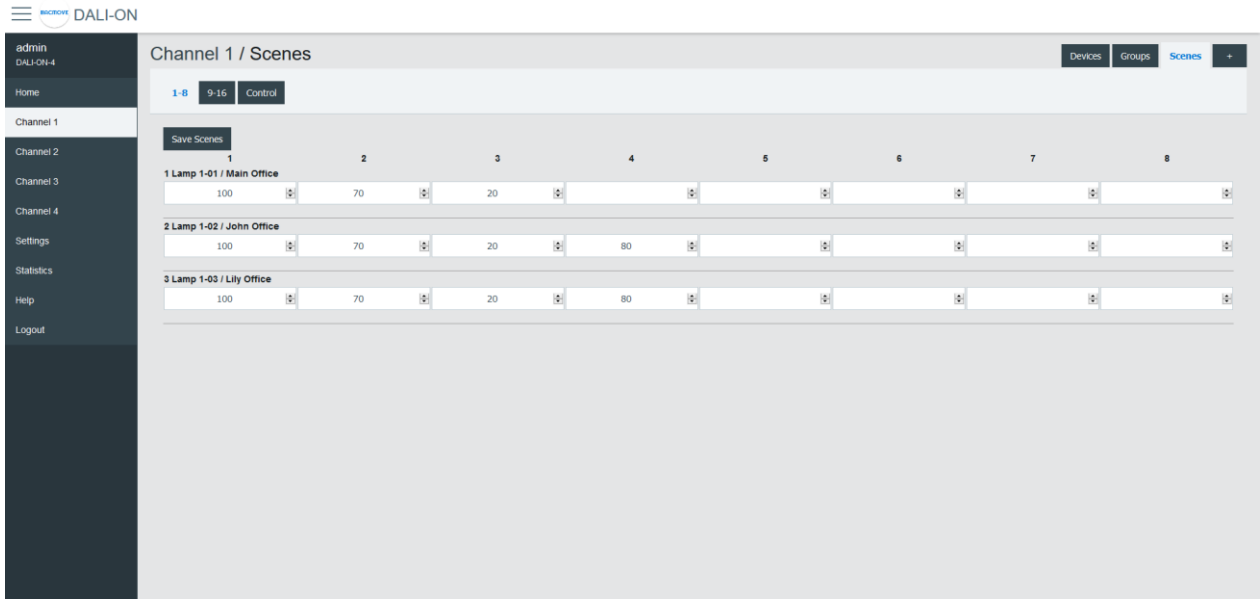 DALI-ON
admin
DALI-ON-4
Home
Channel 1
Channel 2
Channel 3
Channel 4
Settings
Statistics
Help
Logout
Channel 1 / Scenes
Devices Groups Scenes +
1-8 9-16 Control
Save Scenes
1 2 3 4 5 6 7 8
1 Lamp 1-01 / Main Office
100 70 20
2 Lamp 1-02 / John Office
100 70 20 80
3 Lamp 1-03 / Lily Office
100 70 20 80